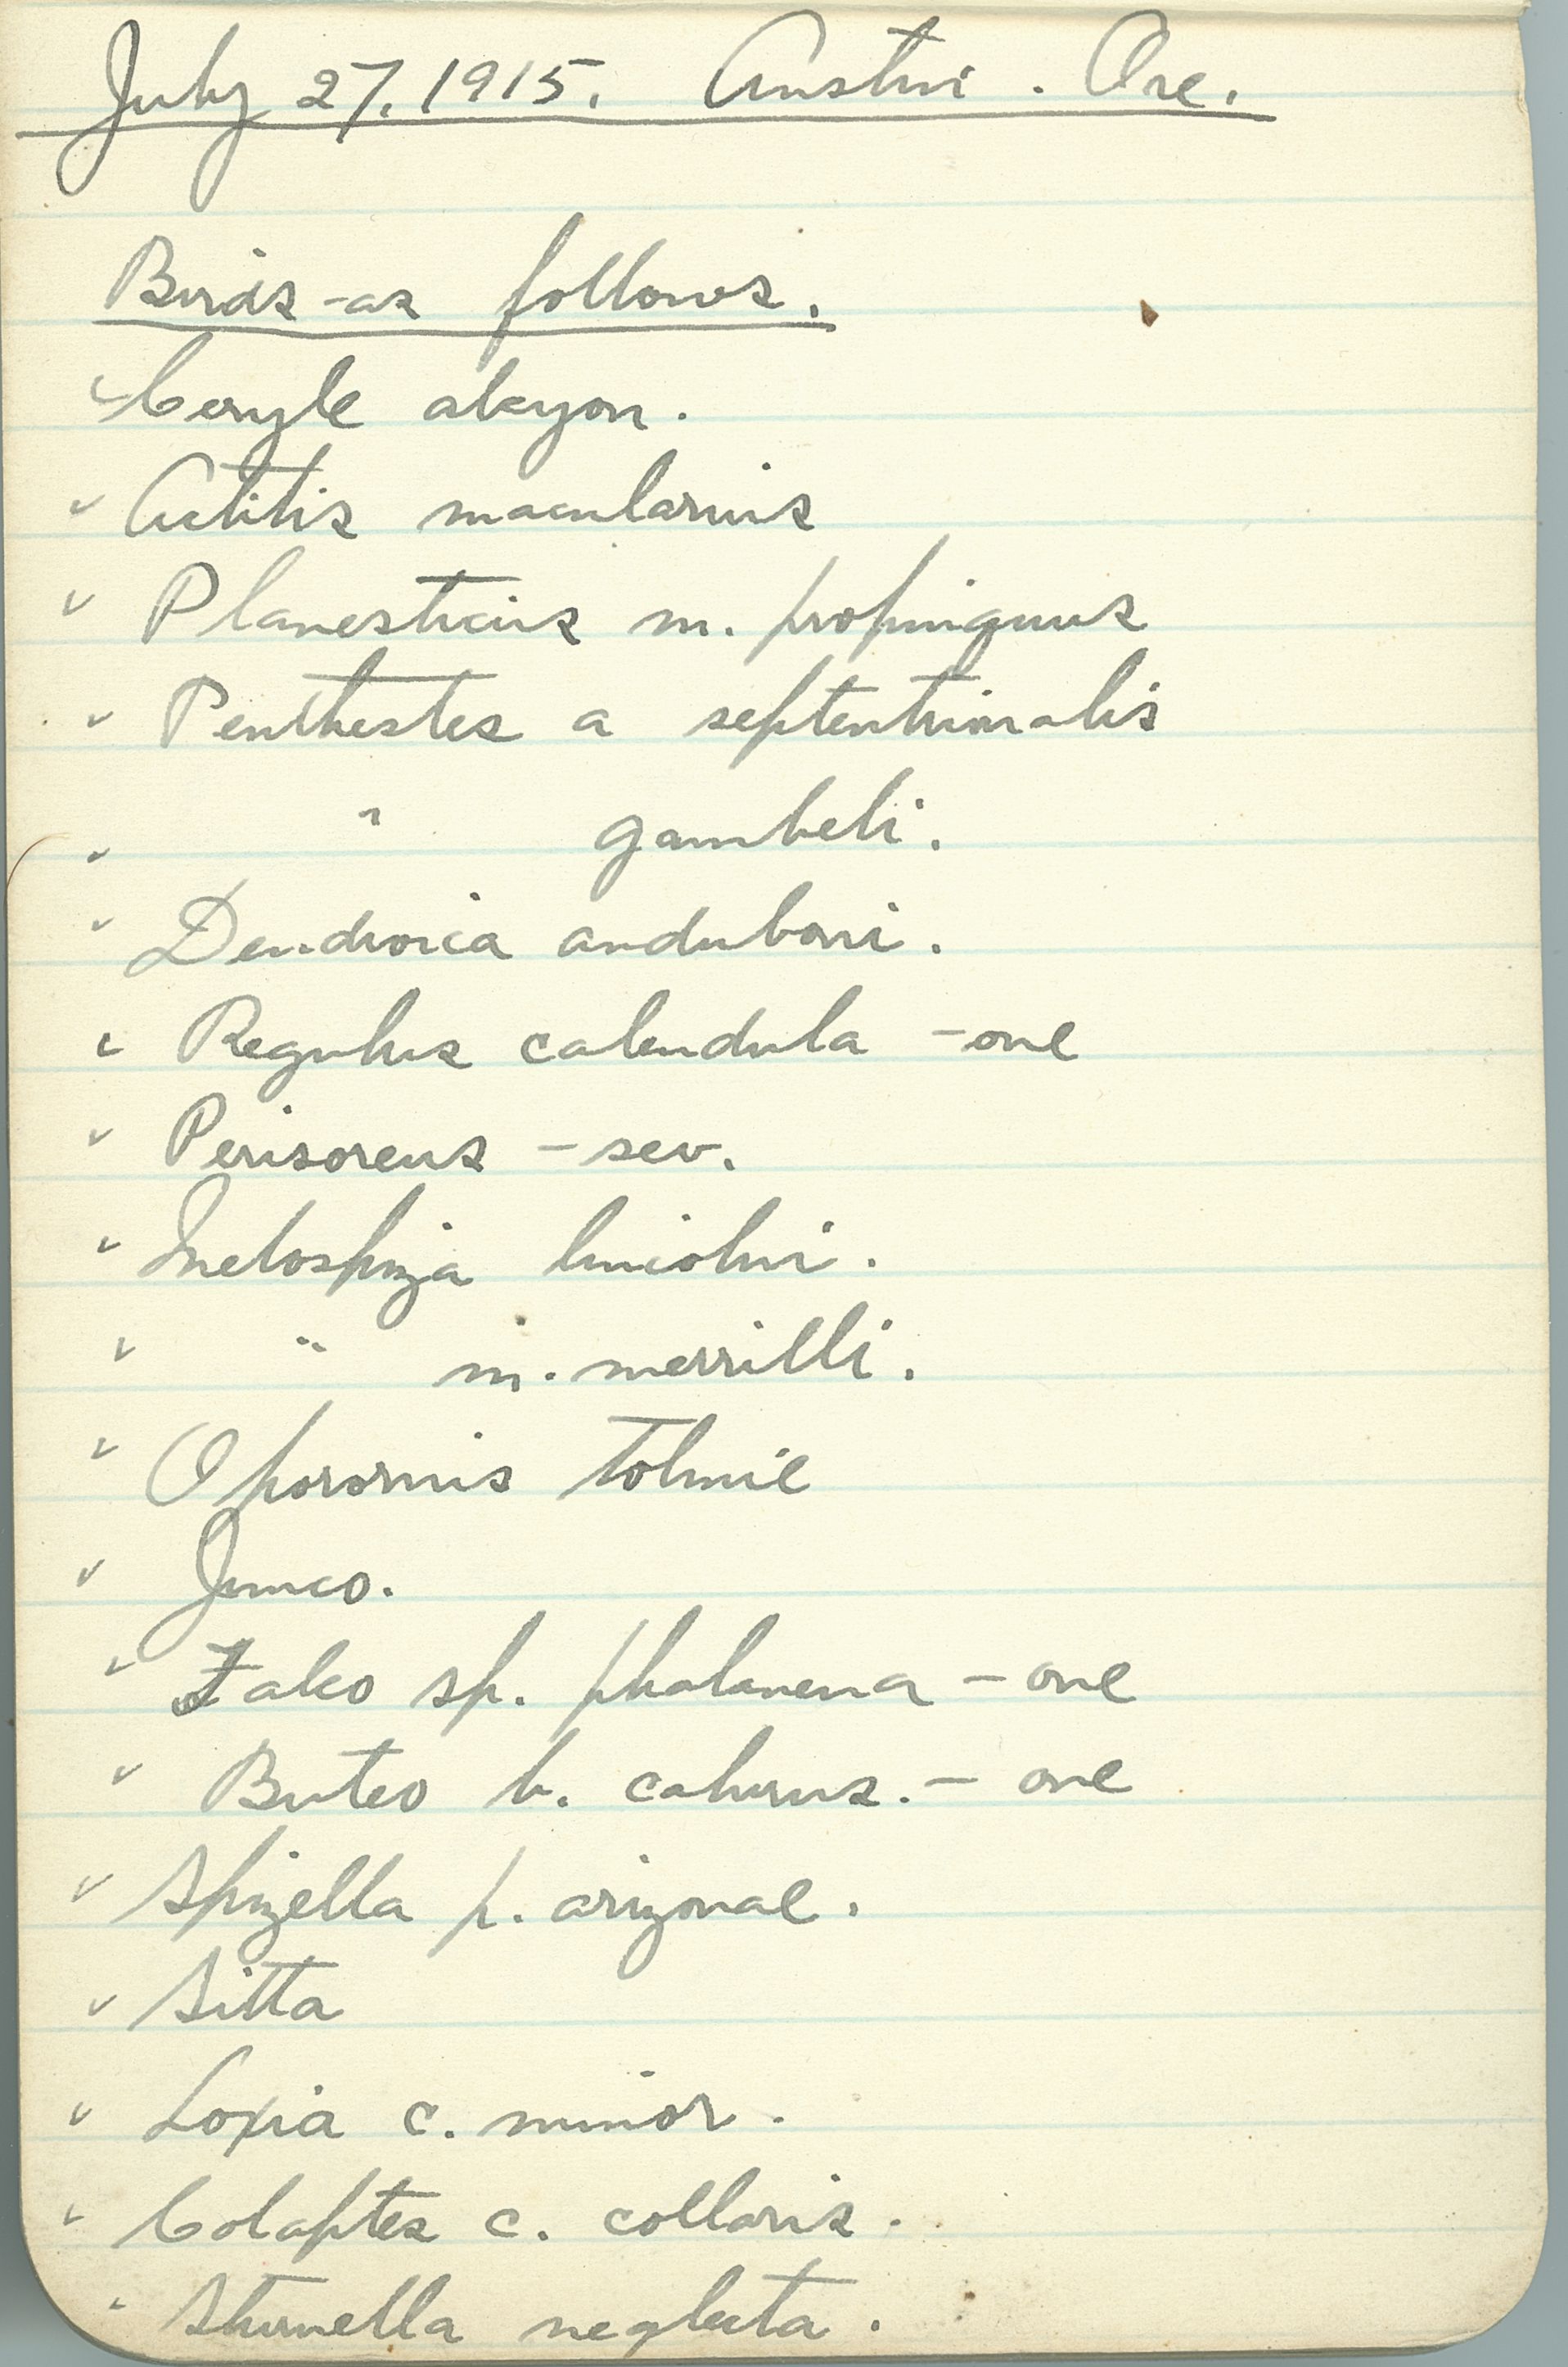 July 27, 1915. Austin. Ore.
Birds - as follows.
✓ Ceryle alcyon.
✓ Actitis macularius
✓ Planesticus m. propinquus
✓ Penthestes a septentrionalis
✓ " gambeli.
✓ Dendroica auduboni.
✓ Regulus calendula - one
✓ Perisoreus - sev.
✓ Melospiza lincolni.
✓ " m. merrilli.
✓ Oporornis tolmie
✓ Junco.
✓ Falco sp. phalanena - one
✓ Buteo b. calurus. - one
✓ Spizella p. arizonae.
✓ Sitta
✓ Loxia c. minor.
✓ Colaptes c. collaris.
✓ Sturnella neglecta.